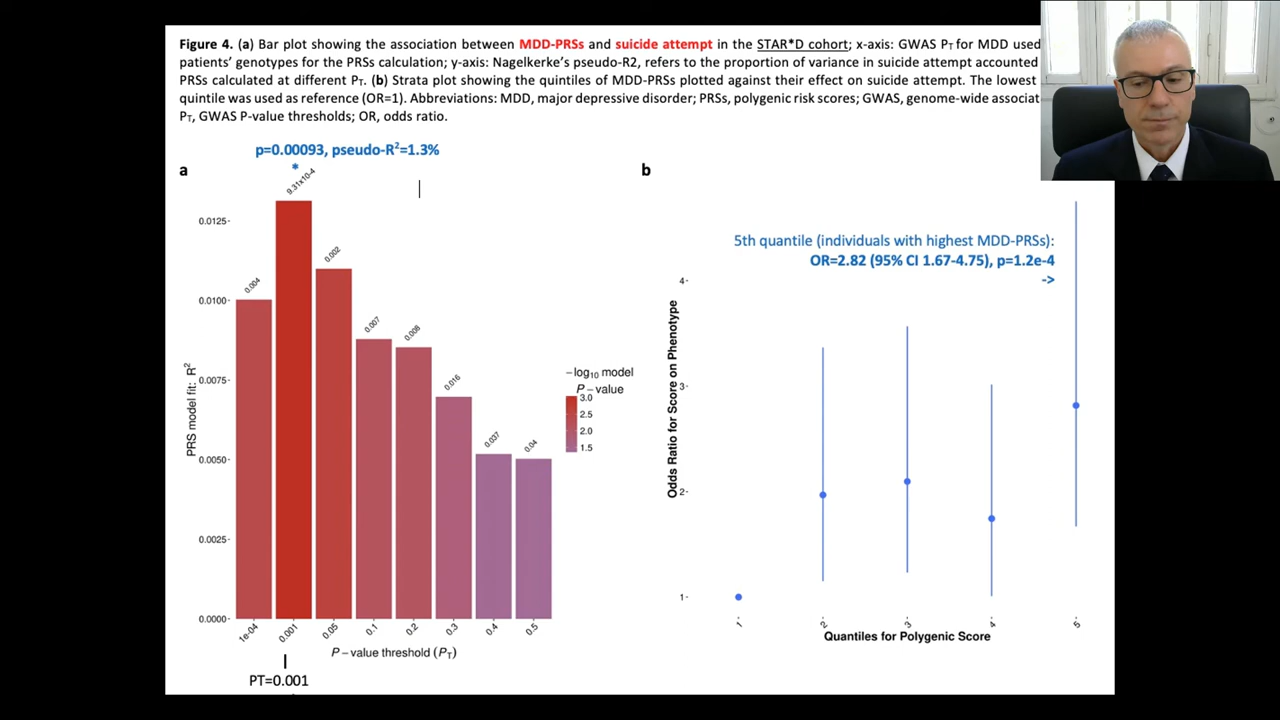 Figure 4. (a) Bar plot showing the association between MDD-PRSs and suicide attempt in the STAR*D cohort; x-axis: GWAS PT for MDD used
patients' genotypes for the PRSs calculation; y-axis: Nagelkerke's pseudo-R2, refers to the proportion of variance in suicide attempt accounted
PRSs calculated at different PT. (b) Strata plot showing the quintiles of MDD-PRSs plotted against their effect on suicide attempt. The lowest
quintile was used as reference (OR=1). Abbreviations: MDD, major depressive disorder; PRSs, polygenic risk scores; GWAS, genome-wide associat
PT, GWAS P-value thresholds; OR, odds ratio.
p=0.00093, pseudo-R²=1.3%
*
a
9.31x10-4
0.004
0.002
0.007
0.008
0.016
0.037
0.04
PRS model fit: R²
0.0125
0.0100
0.0075
0.0050
0.0025
0.0000
1e-04
0.001
0.05
0.1
0.2
0.3
0.4
0.5
P – value threshold (PT)
PT=0.001
– log10 model
P – value
3.0
2.5
2.0
1.5
b
5th quantile (individuals with highest MDD-PRSs):
OR=2.82 (95% CI 1.67-4.75), p=1.2e-4
->
Odds Ratio for Score on Phenotype
4
3
2
1
1
2
3
4
5
Quantiles for Polygenic Score